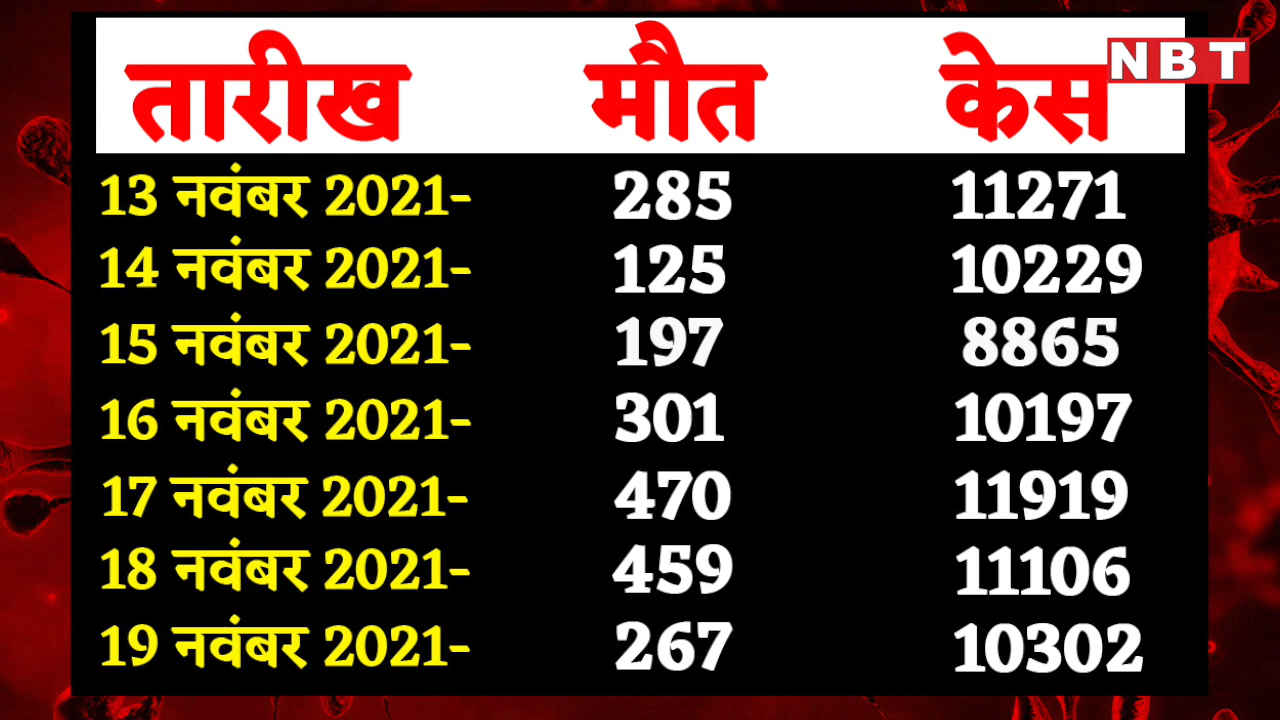 तारीख मौत केस NBT
13 नवंबर 2021- 285 11271
14 नवंबर 2021- 125 10229
15 नवंबर 2021- 197 8865
16 नवंबर 2021- 301 10197
17 नवंबर 2021- 470 11919
18 नवंबर 2021- 459 11106
19 नवंबर 2021- 267 10302